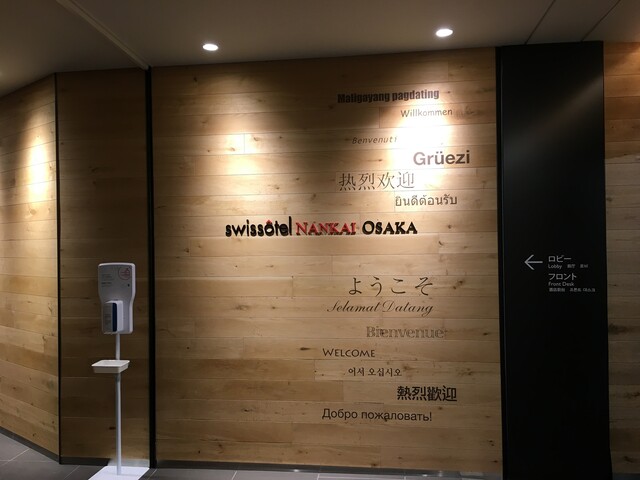 Maligayang pagdating
Willkommen
Benvenuti
Grüezi
热烈欢迎
ยินดีต้อนรับ
swissôtel NANKAI OSAKA
ようこそ
Selamat Datang
Bienvenue
WELCOME
어서 오십시오
熱烈歡迎
Добро пожаловать!
ロビー
Lobby
フロント
Front Desk